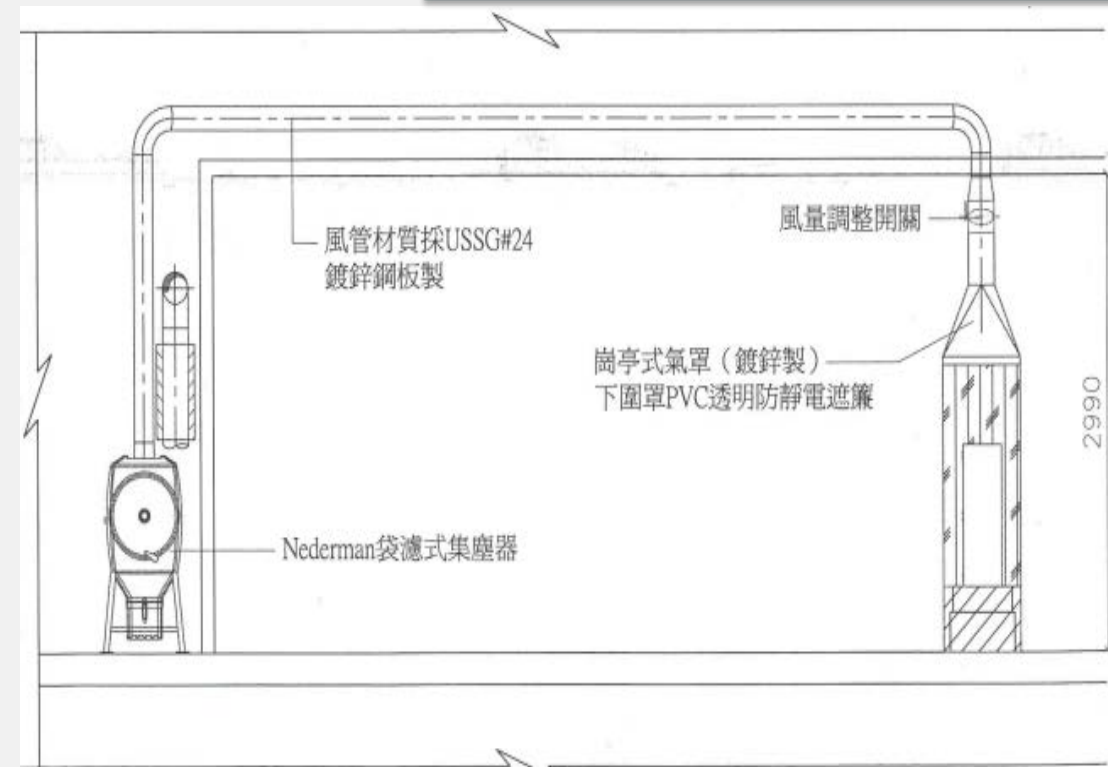 風管材質採USSG#24
鍍鋅鋼板製
風量調整開關
崗亭式氣罩（鍍鋅製）
下圍罩PVC透明防靜電遮簾
2990
Nederman袋濾式集塵器